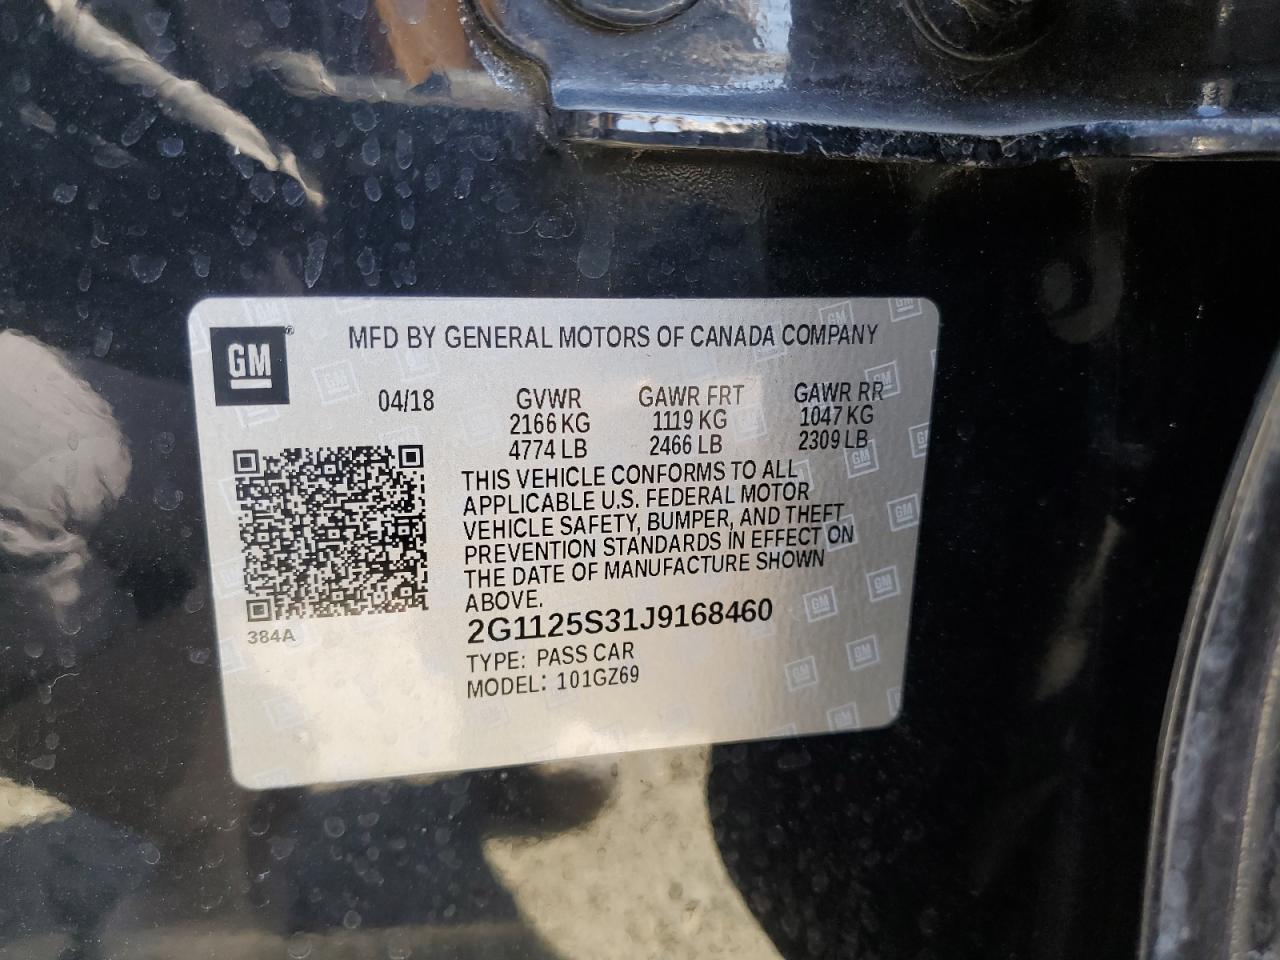 GM® MFD BY GENERAL MOTORS OF CANADA COMPANY
04/18 GVWR GAWR FRT GAWR RR
2166 KG 1119 KG 1047 KG
4774 LB 2466 LB 2309 LB
THIS VEHICLE CONFORMS TO ALL
APPLICABLE U.S. FEDERAL MOTOR
VEHICLE SAFETY, BUMPER, AND THEFT
PREVENTION STANDARDS IN EFFECT ON
THE DATE OF MANUFACTURE SHOWN
ABOVE.
384A
2G1125S31J9168460
TYPE: PASS CAR
MODEL: 101GZ69